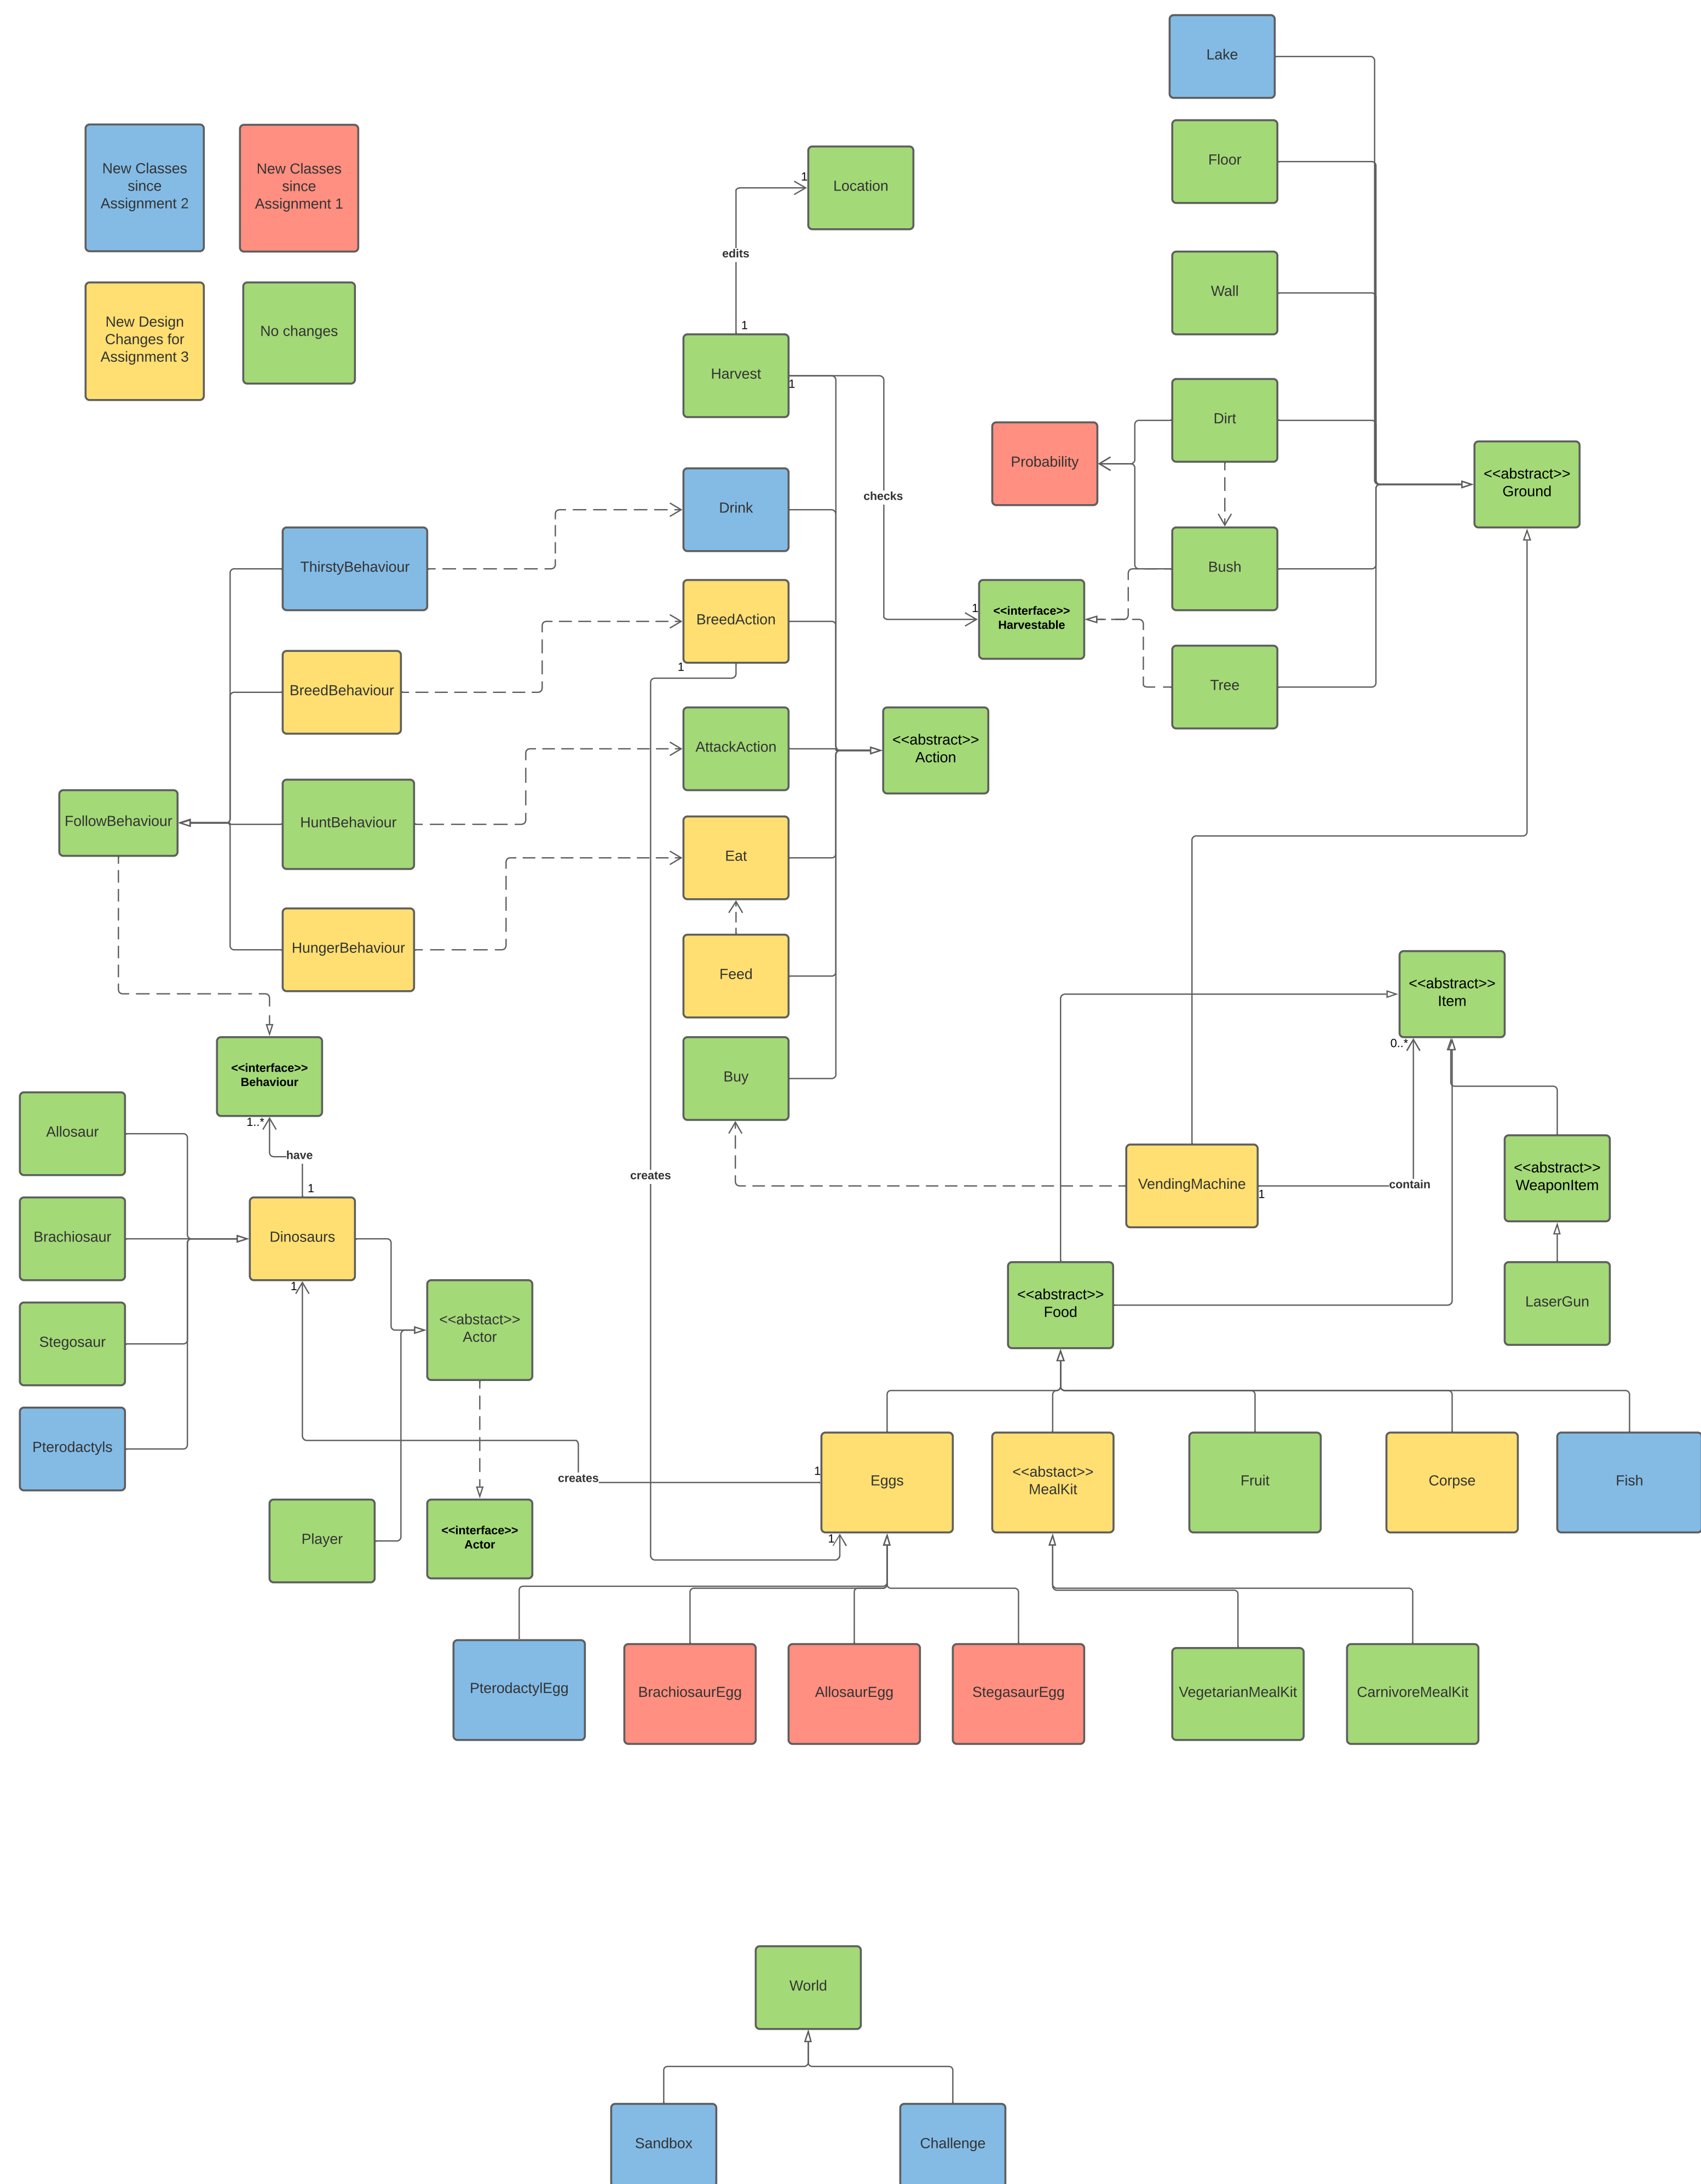 Lake
New Classes
since
Assignment 2
New Classes
since
Assignment 1
Floor
1
Location
edits
Wall
New Design
Changes for
Assignment 3
No changes
1
Harvest
1
Dirt
Probability
<<abstract>>
Ground
checks
Drink
ThirstyBehaviour
Bush
BreedAction
1
<<interface>>
Harvestable
1
BreedBehaviour
Tree
AttackAction
<<abstract>>
Action
FollowBehaviour
HuntBehaviour
Eat
HungerBehaviour
Feed
<<abstract>>
Item
0..*
<<interface>>
Behaviour
1..*
Buy
Allosaur
have
1
creates
VendingMachine
1
contain
<<abstract>>
WeaponItem
Brachiosaur
Dinosaurs
1
<<abstact>>
Actor
<<abstract>>
Food
LaserGun
Stegosaur
Pterodactyls
creates
1
Eggs
<<abstact>>
MealKit
Fruit
Corpse
Fish
Player
<<interface>>
Actor
1
PterodactylEgg
BrachiosaurEgg
AllosaurEgg
StegasaurEgg
VegetarianMealKit
CarnivoreMealKit
World
Sandbox
Challenge